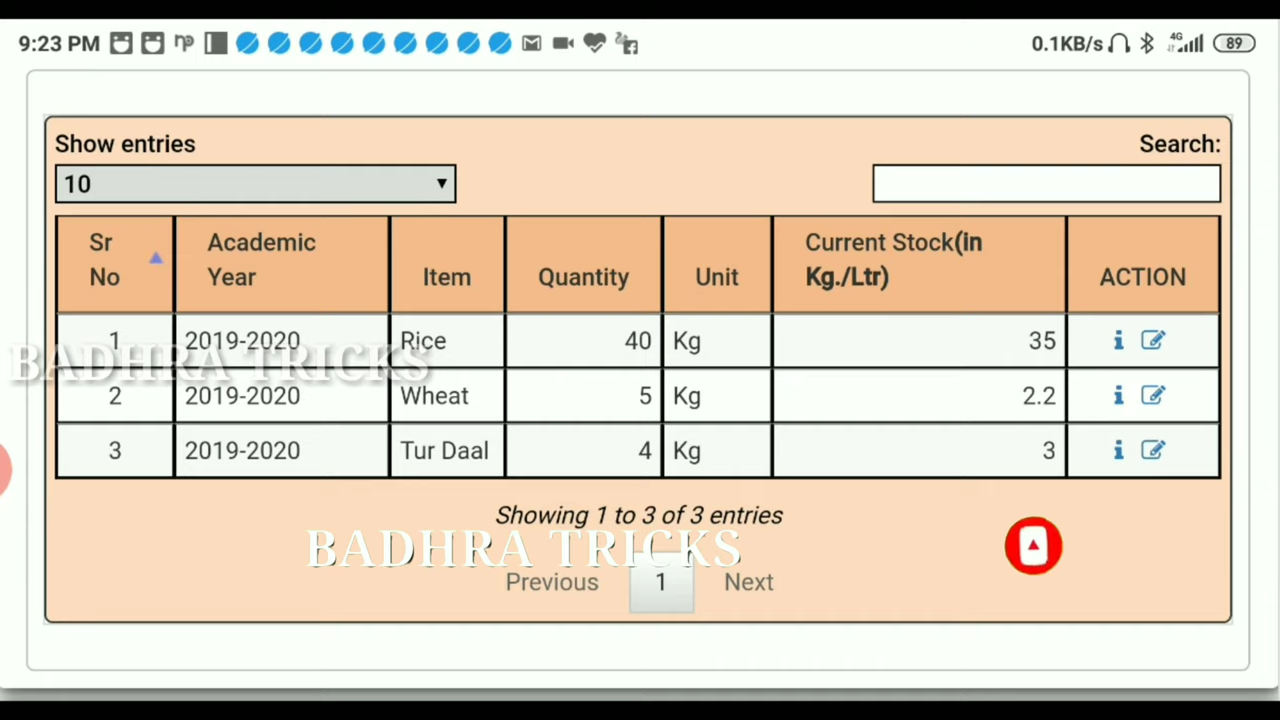 9:23 PM
0.1KB/s 4G 89
Show entries
Search:
10
Sr No
Academic Year
Item
Quantity
Unit
Current Stock(in Kg./Ltr)
ACTION
1 2019-2020 Rice 40 Kg 35
BADHRA TRICKS
2 2019-2020 Wheat 5 Kg 2.2
3 2019-2020 Tur Daal 4 Kg 3
Showing 1 to 3 of 3 entries
BADHRA TRICKS
Previous 1 Next